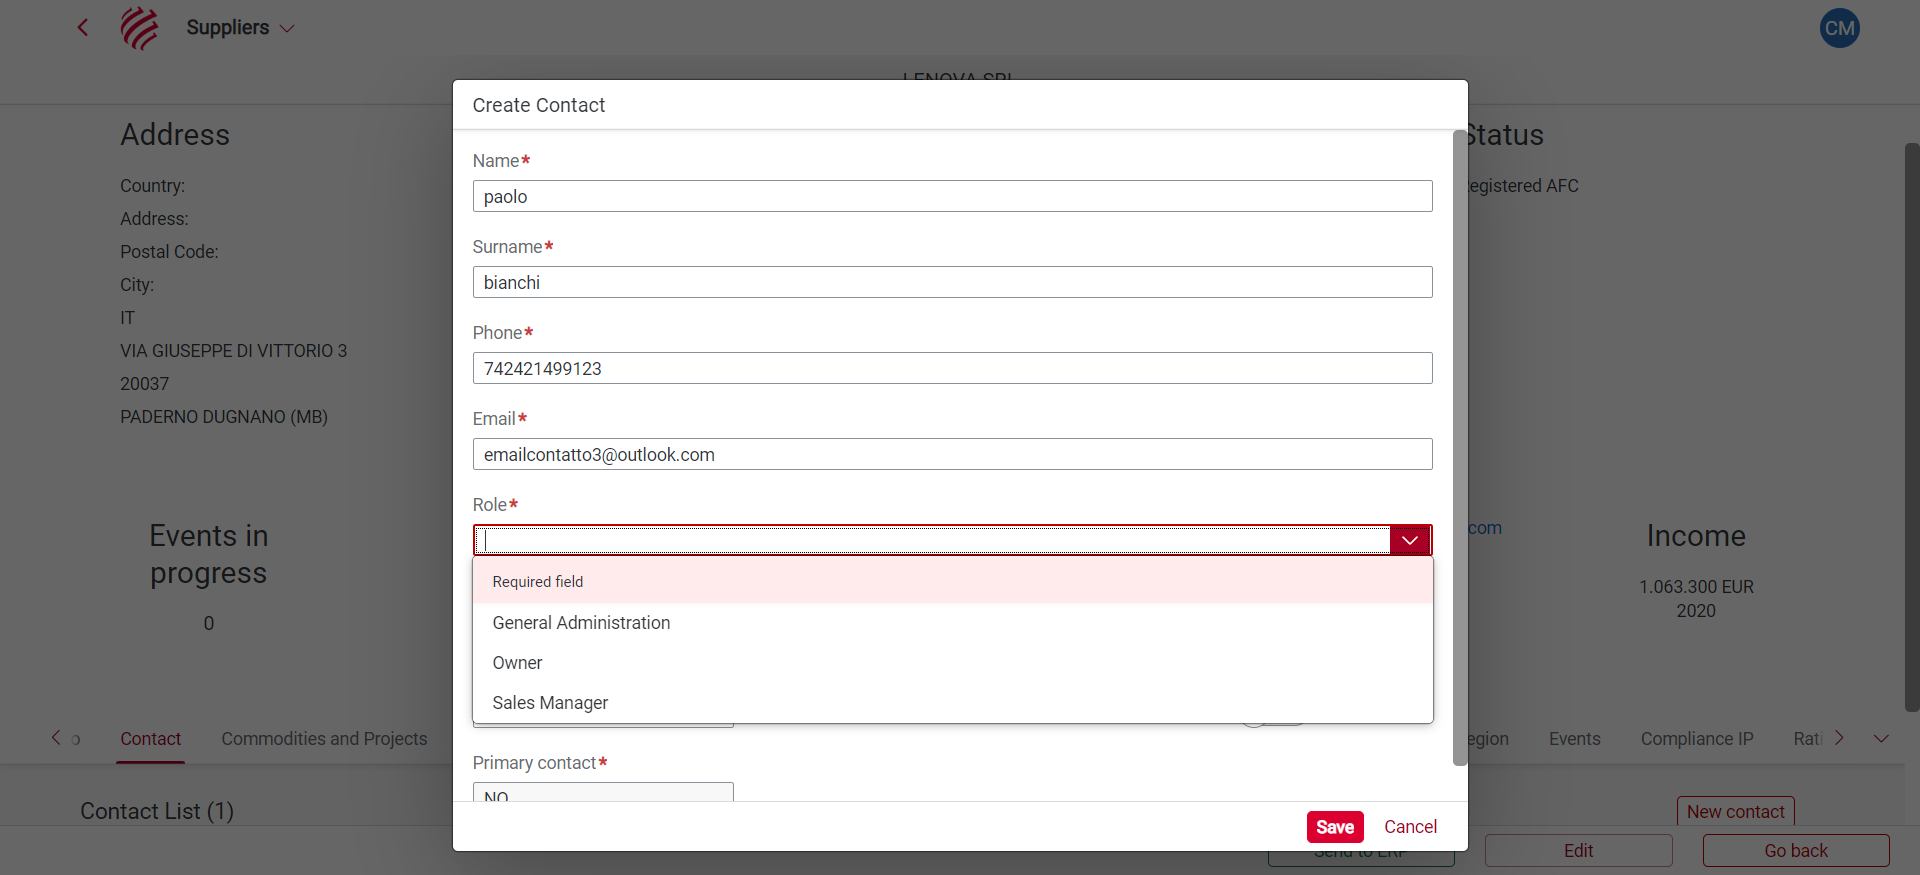 Suppliers
CM
LENOVA SRL
Create Contact
Address
Status
Country:
Registered AFC
Address:
Postal Code:
City:
IT
VIA GIUSEPPE DI VITTORIO 3
20037
PADERNO DUGNANO (MB)
Name*
paolo
Surname*
bianchi
Phone*
742421499123
Email*
emailcontatto3@outlook.com
Role*
Required field
General Administration
Owner
Sales Manager
Primary contact*
NO
Save
Cancel
Events in
progress
0
com
Income
1.063.300 EUR
2020
o
Contact
Commodities and Projects
egion
Events
Compliance IP
Rati
Contact List (1)
New contact
Send to ERP
Edit
Go back